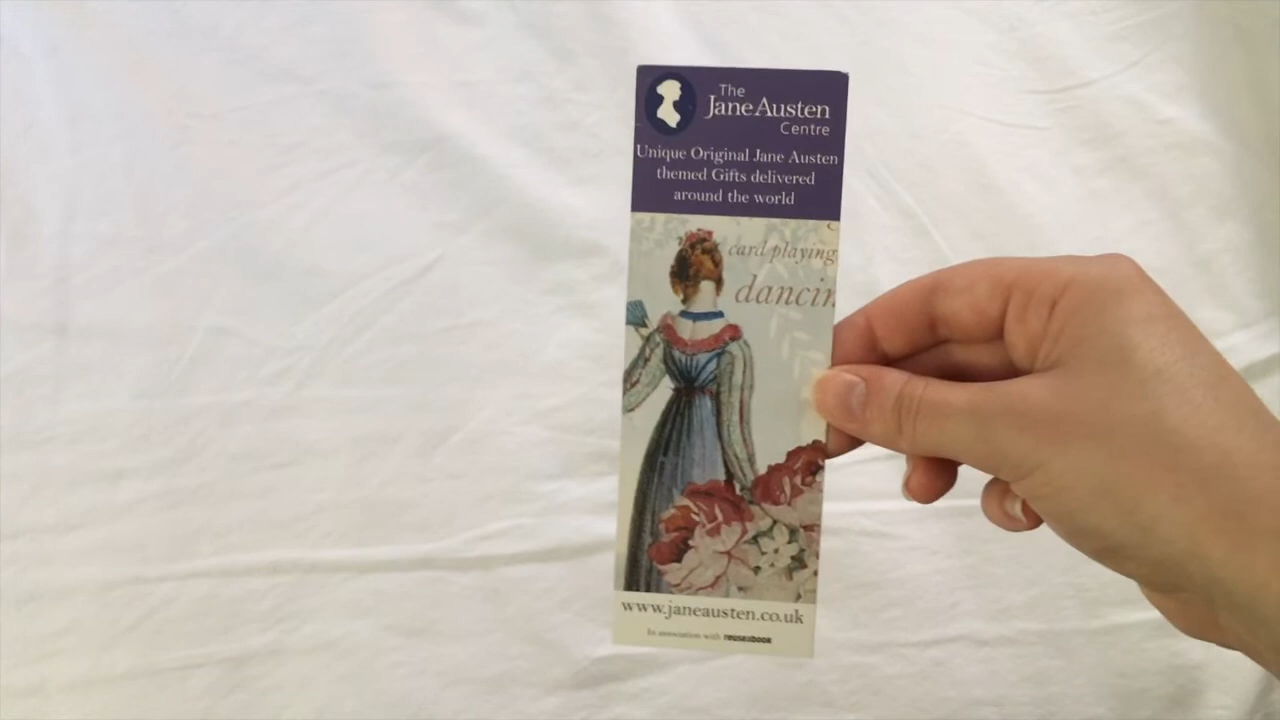 The
Jane Austen
Centre
Unique Original Jane Austen
themed Gifts delivered
around the world
card playing
dancin
www.janeausten.co.uk
In association with reuseabook